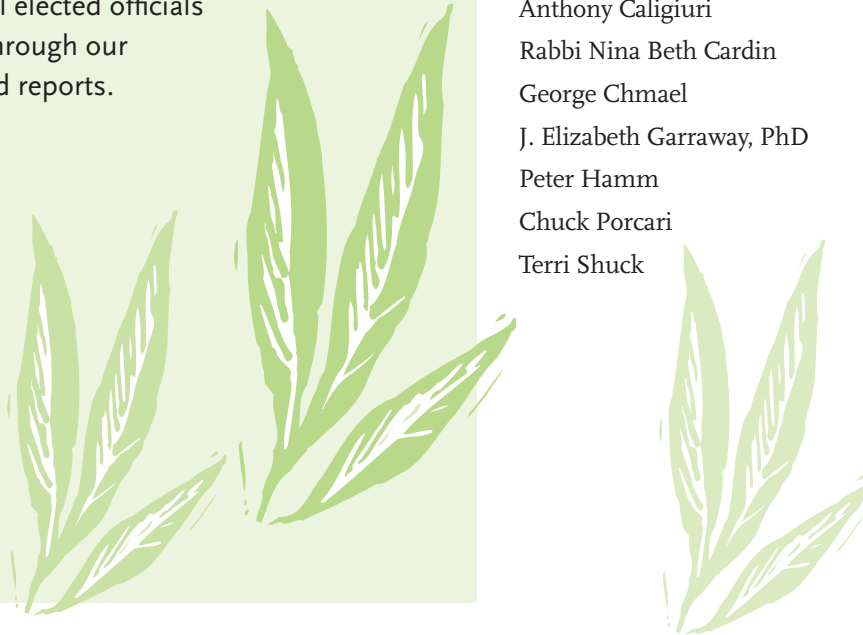 elected officials
through our
reports.
Anthony Caligiuri
Rabbi Nina Beth Cardin
George Chmael
J. Elizabeth Garraway, PhD
Peter Hamm
Chuck Porcari
Terri Shuck